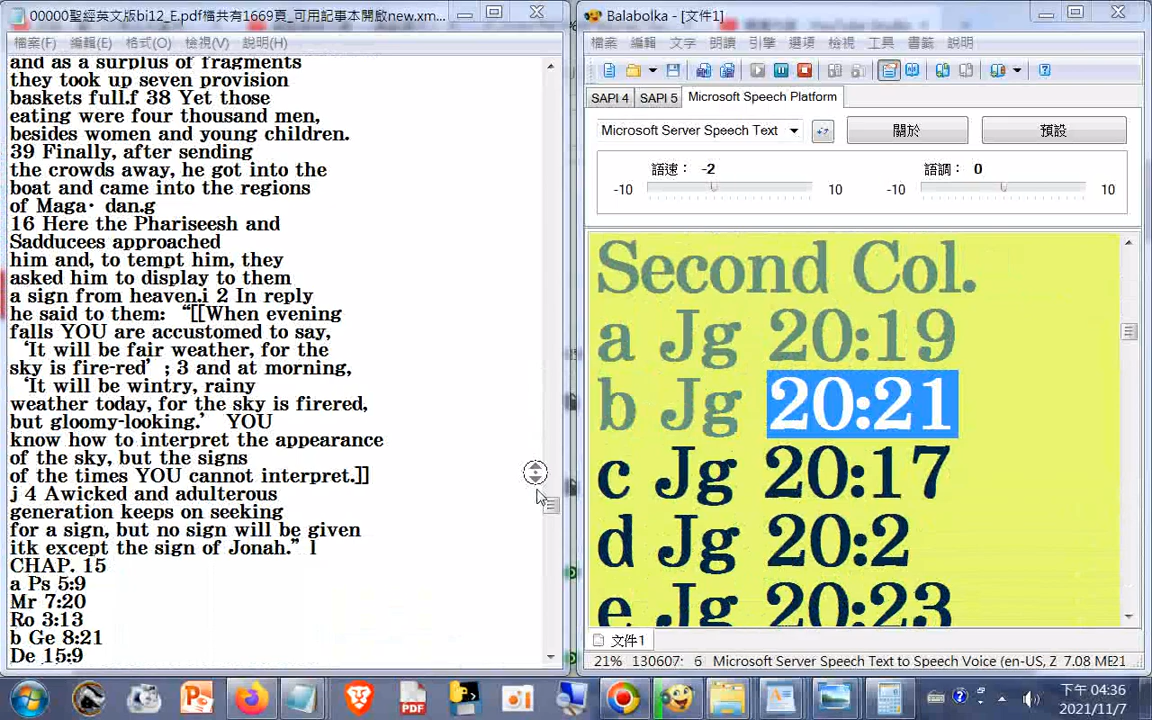 00000聖經英文版bi12_E.pdf檔共有1669頁_可用記事本開啟new.xm...
檔案(F) 編輯(E) 格式(O) 檢視(V) 說明(H)
and as a surplus of fragments
they took up seven provision
baskets full.f 38 Yet those
eating were four thousand men,
besides women and young children.
39 Finally, after sending
the crowds away, he got into the
boat and came into the regions
of Maga· dan.g
16 Here the Phariseesh and
Sadducees approached
him and, to tempt him, they
asked him to display to them
a sign from heaven.i 2 In reply
he said to them: “[[When evening
falls YOU are accustomed to say,
‘It will be fair weather, for the
sky is fire-red’ ; 3 and at morning,
‘It will be wintry, rainy
weather today, for the sky is firered,
but gloomy-looking.’ YOU
know how to interpret the appearance
of the sky, but the signs
of the times YOU cannot interpret.]]
j 4 Awicked and adulterous
generation keeps on seeking
for a sign, but no sign will be given
itk except the sign of Jonah.” l
CHAP. 15
a Ps 5:9
Mr 7:20
Ro 3:13
b Ge 8:21
De 15:9
Balabolka - [文件1]
檔案 編輯 文字 朗讀 引擎 選項 檢視 工具 書籤 說明
SAPI 4 SAPI 5 Microsoft Speech Platform
Microsoft Server Speech Text 關於 預設
語速: -2 語調: 0
-10 10 -10 10
Second Col.
a Jg 20:19
b Jg 20:21
c Jg 20:17
d Jg 20:2
e Jg 20:23
文件1
21% 130607: 6 Microsoft Server Speech Text to Speech Voice (en-US, Z 7.08 ME21
PDF
下午 04:36
2021/11/7